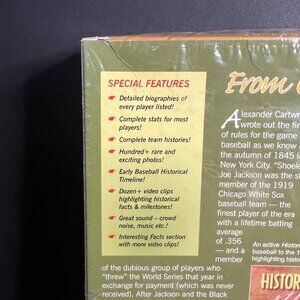 SPECIAL FEATURES
Detailed biographies of
every player listed!
Complete stats for most
players!
Complete team histories!
Hundred+ rare and
exciting photos!
Early Baseball Historical
Timeline!
Dozen+ video clips
highlighting historical
facts & milestones!
Great sound – crowd
noise, music etc.!
Interesting Facts section
with more video clips!
From
Alexander Cartwr
wrote out the fir
of rules for the game
baseball as we know
the autumn of 1845 in
New York City. "Shoele
Joe Jackson was the s
member of the 1919
Chicago White Sox
baseball team – the
finest player of the era
with a lifetime batting
average
of .356
— and a
member
of the dubious group of players who
"threw" the World Series that year in
exchange for payment (which was never
received). After Jackson and the Black
An active Histori
baseball to the 1
highlighting histor
HISTOR